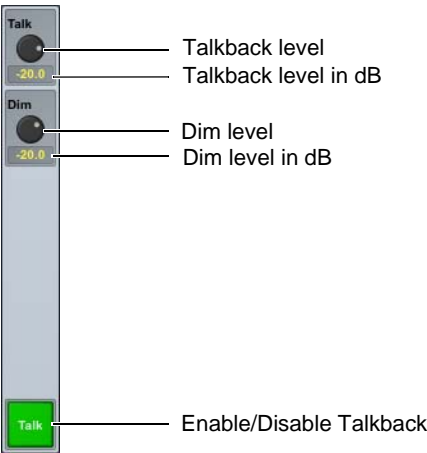 Talk
Talkback level
-20.0
Talkback level in dB
Dim
Dim level
-20.0
Dim level in dB
Talk
Enable/Disable Talkback